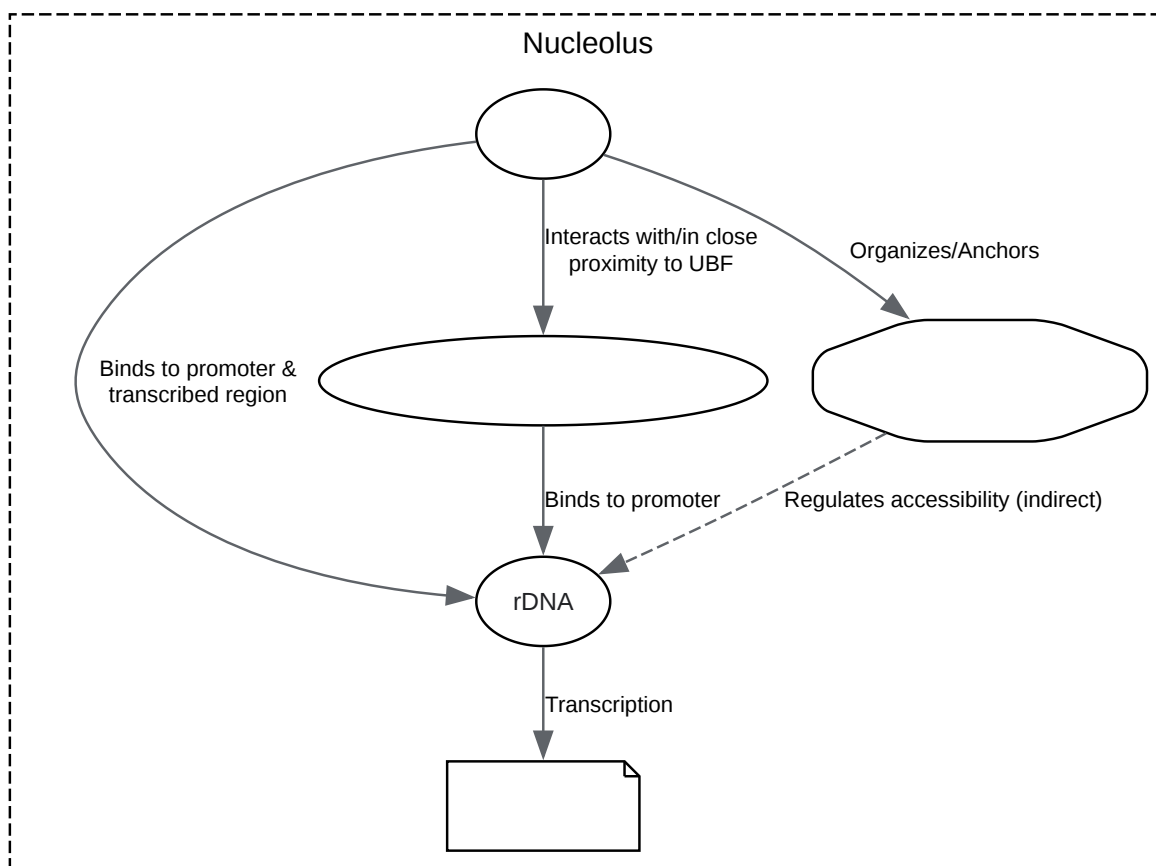 Nucleolus
Interacts with/in close
proximity to UBF
Organizes/Anchors
Binds to promoter &
transcribed region
Binds to promoter
Regulates accessibility (indirect)
rDNA
Transcription